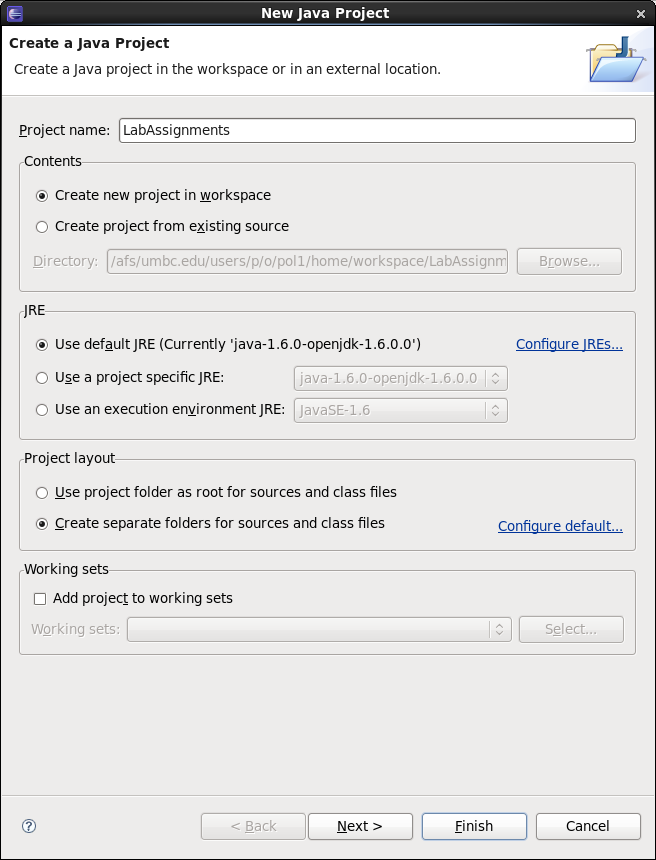 New Java Project
Create a Java Project
Create a Java project in the workspace or in an external location.
Project name: LabAssignments
Contents
Create new project in workspace
Create project from existing source
Directory: /afs/umbc.edu/users/p/o/pol1/home/workspace/LabAssignm Browse...
JRE
Use default JRE (Currently 'java-1.6.0-openjdk-1.6.0.0') Configure JREs...
Use a project specific JRE: java-1.6.0-openjdk-1.6.0.0
Use an execution environment JRE: JavaSE-1.6
Project layout
Use project folder as root for sources and class files
Create separate folders for sources and class files Configure default...
Working sets
Add project to working sets
Working sets: Select...
? < Back Next > Finish Cancel